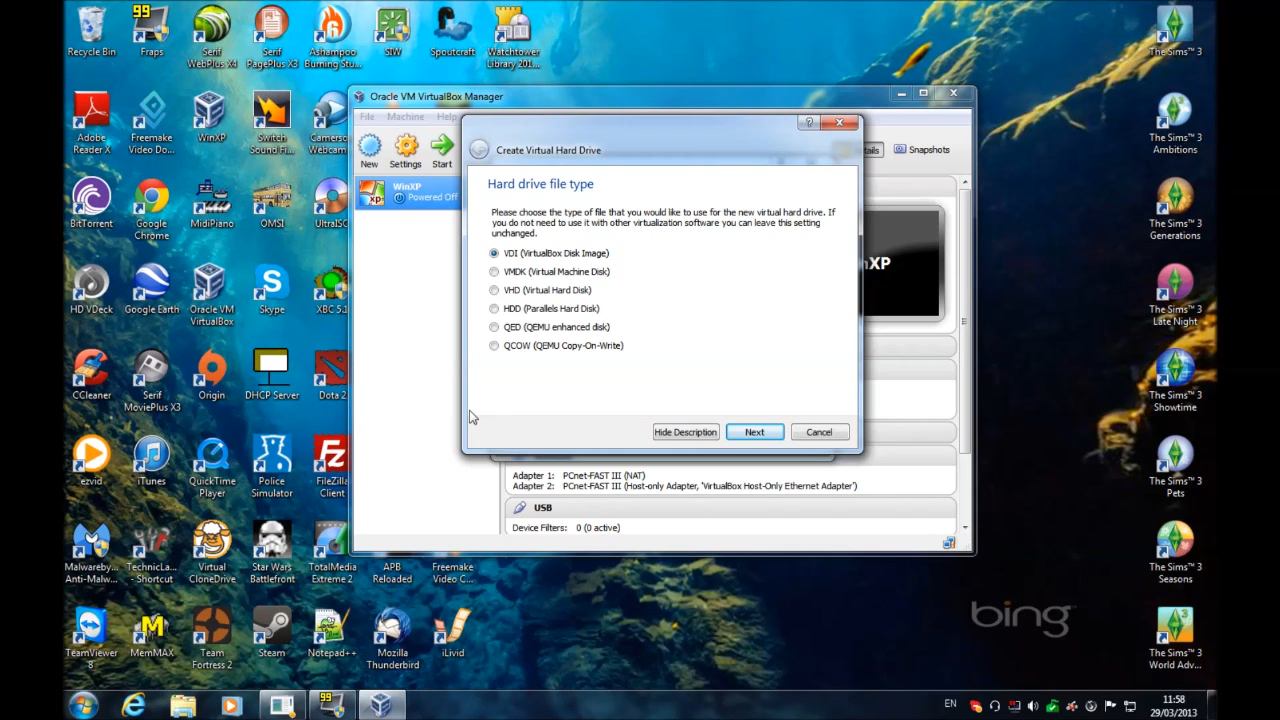 99
Recycle Bin
Fraps
Serif
WebPlus X4
Serif
PagePlus X3
Ashampoo
Burning Stu...
SIW
Spoutcraft
Watchtower
Library 201...
The Sims™ 3
Adobe
Reader X
Freemake
Video Do...
WinXP
Switch
Sound Fi...
Camerso
Webcam
The Sims™ 3
Ambitions
BitTorrent
Google
Chrome
MidiPiano
OMSI
UltraISO
The Sims™ 3
Generations
HD VDeck
Google Earth
Oracle VM
VirtualBox
Skype
XBC 5.1
The Sims™ 3
Late Night
CCleaner
Serif
MoviePlus X3
Origin
DHCP Server
Dota 2
The Sims™ 3
Showtime
ezvid
iTunes
QuickTime
Player
Police
Simulator
FileZilla
Client
The Sims™ 3
Pets
Malwareby...
Anti-Malw...
TechnicLa...
- Shortcut
Virtual
CloneDrive
Star Wars
Battlefront
TotalMedia
Extreme 2
APB
Reloaded
Freemake
Video C...
The Sims™ 3
Seasons
TeamViewer
8
MemMAX
Team
Fortress 2
Steam
Notepad++
Mozilla
Thunderbird
iLivid
The Sims™ 3
World Adv...
Oracle VM VirtualBox Manager
File Machine Help
New
Settings
Start
tails
Snapshots
xp
WinXP
Powered Off
nXP
Create Virtual Hard Drive
Hard drive file type
Please choose the type of file that you would like to use for the new virtual hard drive. If
you do not need to use it with other virtualization software you can leave this setting
unchanged.
VDI (VirtualBox Disk Image)
VMDK (Virtual Machine Disk)
VHD (Virtual Hard Disk)
HDD (Parallels Hard Disk)
QED (QEMU enhanced disk)
QCOW (QEMU Copy-On-Write)
Hide Description
Next
Cancel
Adapter 1: PCnet-FAST III (NAT)
Adapter 2: PCnet-FAST III (Host-only Adapter, 'VirtualBox Host-Only Ethernet Adapter')
USB
Device Filters: 0 (0 active)
bing™
99
EN
11:58
29/03/2013